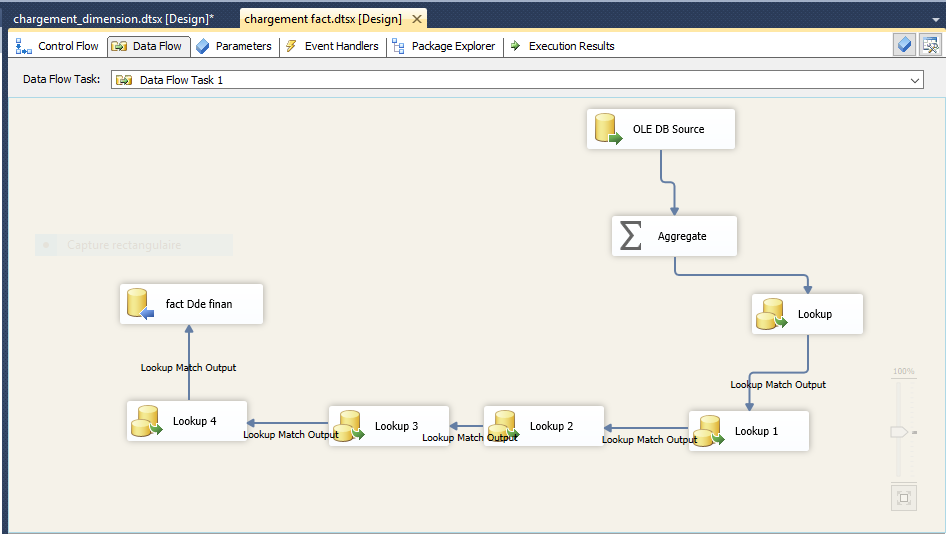 chargement_dimension.dtsx [Design]* chargement fact.dtsx [Design]
Control Flow Data Flow Parameters Event Handlers Package Explorer Execution Results
Data Flow Task: Data Flow Task 1
OLE DB Source
Aggregate
Capture rectangulaire
fact Dde finan
Lookup
Lookup Match Output
100%
Lookup Match Output
Lookup 4
Lookup Match Output
Lookup 3
Lookup Match Output
Lookup 2
Lookup Match Output
Lookup 1